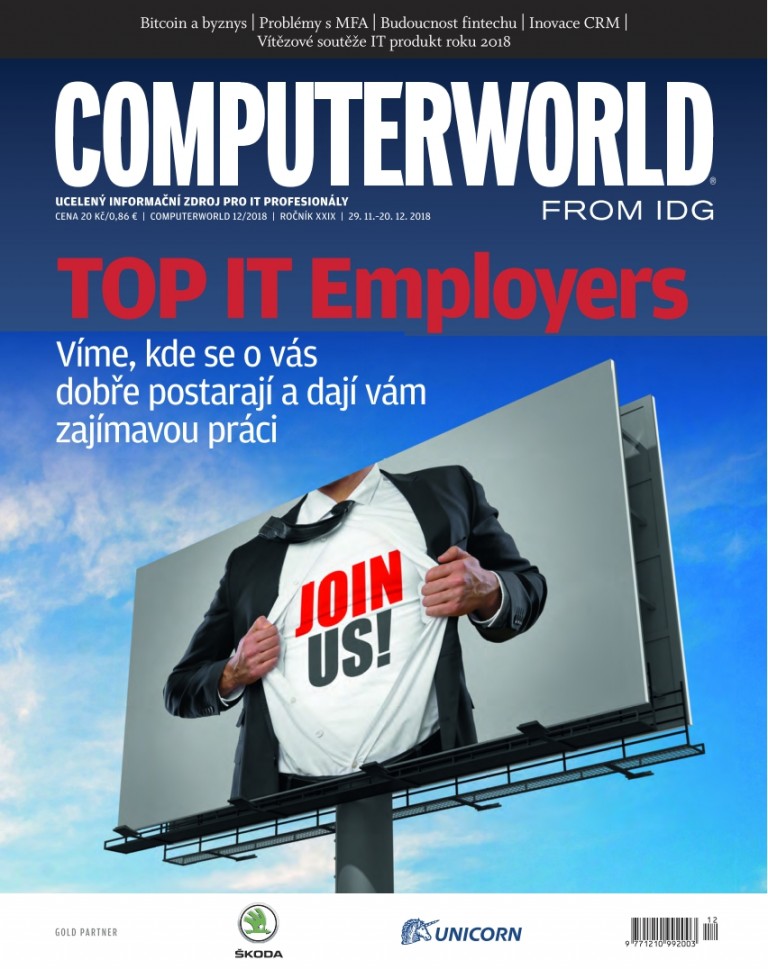 Bitcoin a byznys | Problémy s MFA | Budoucnost fintechu | Inovace CRM |
Vítězové soutěže IT produkt roku 2018
COMPUTERWORLD®
UCELENÝ INFORMAČNÍ ZDROJ PRO IT PROFESIONÁLY
CENA 20 KČ/0,86 € | COMPUTERWORLD 12/2018 | ROČNÍK XXIX | 29. 11.-20. 12. 2018
FROM IDG
TOP IT Employers
Víme, kde se o vás
dobře postarají a dají vám
zajímavou práci
JOIN
US!
GOLD PARTNER
ŠKODA
UNICORN
12
9 771210 992003